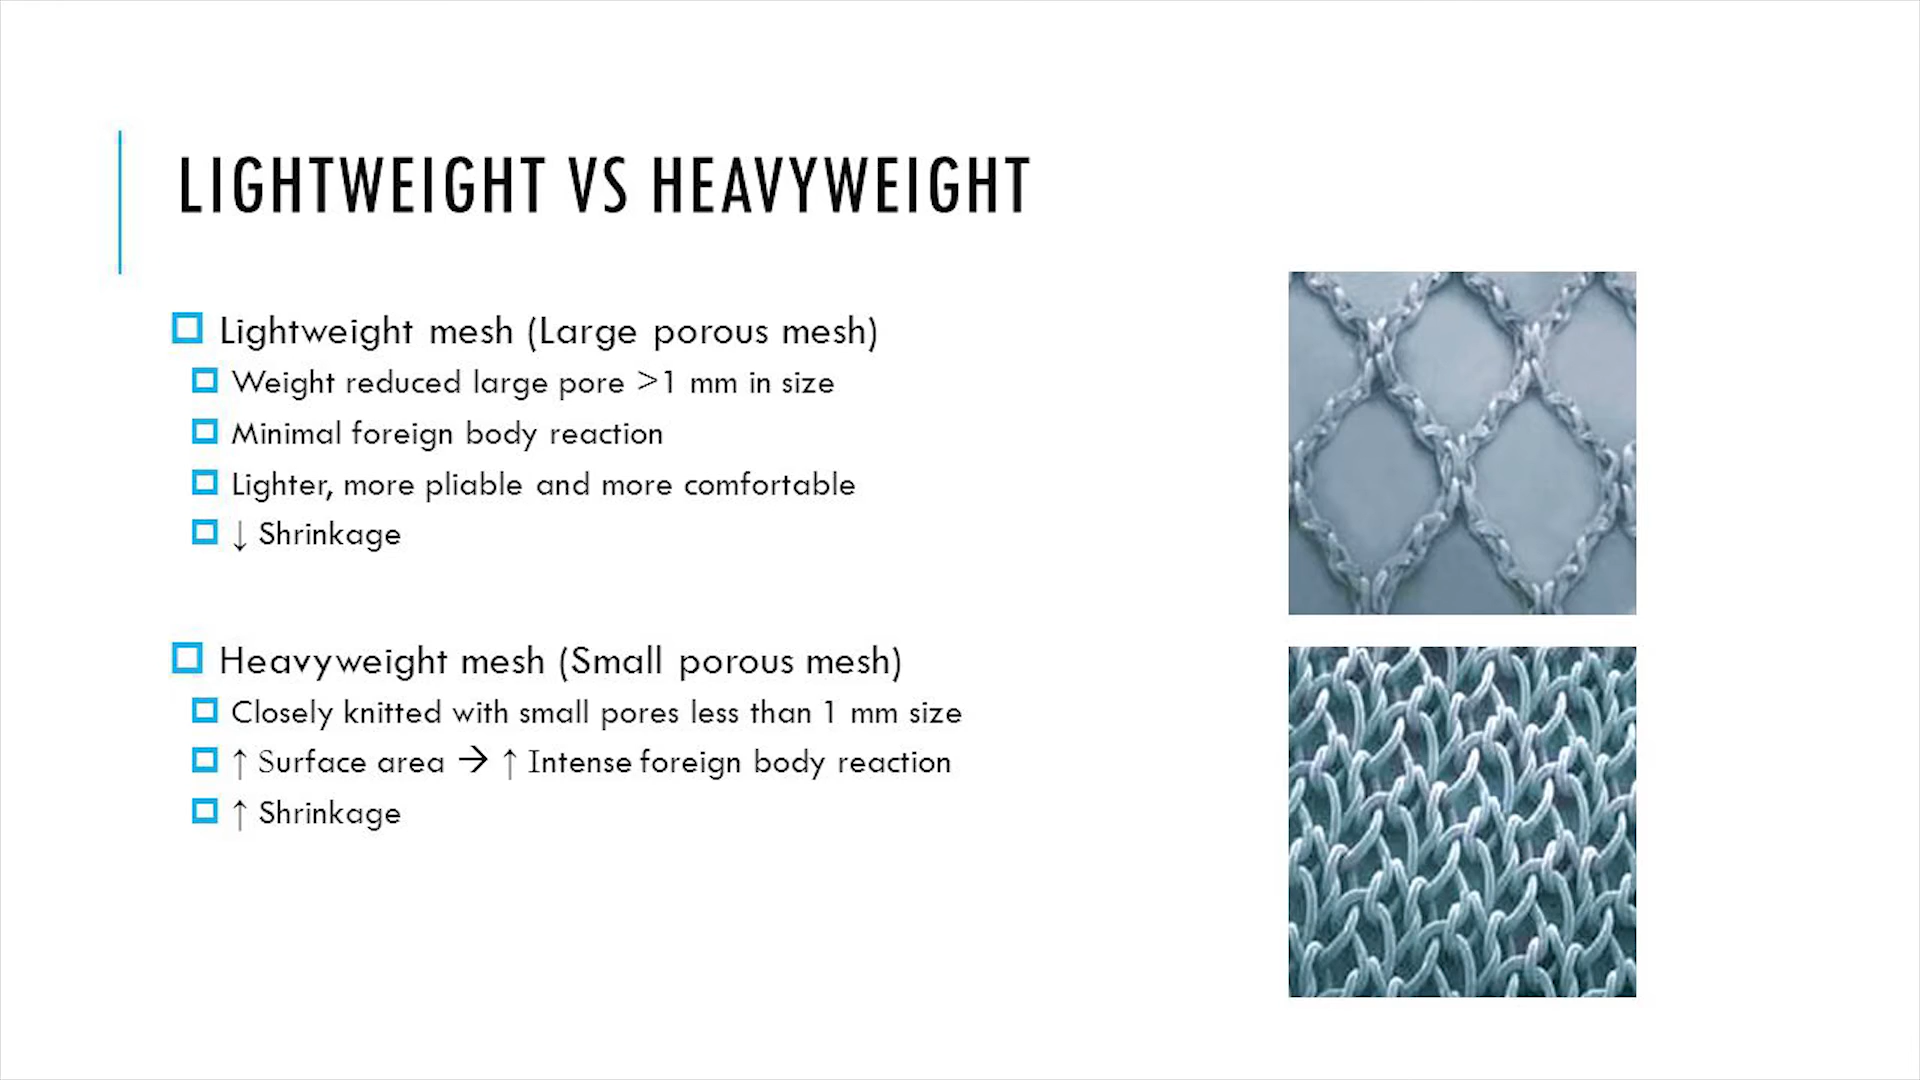 LIGHTWEIGHT VS HEAVYWEIGHT
Lightweight mesh (Large porous mesh)
Weight reduced large pore >1 mm in size
Minimal foreign body reaction
Lighter, more pliable and more comfortable
↓ Shrinkage
Heavyweight mesh (Small porous mesh)
Closely knitted with small pores less than 1 mm size
↑ Surface area → ↑ Intense foreign body reaction
↑ Shrinkage